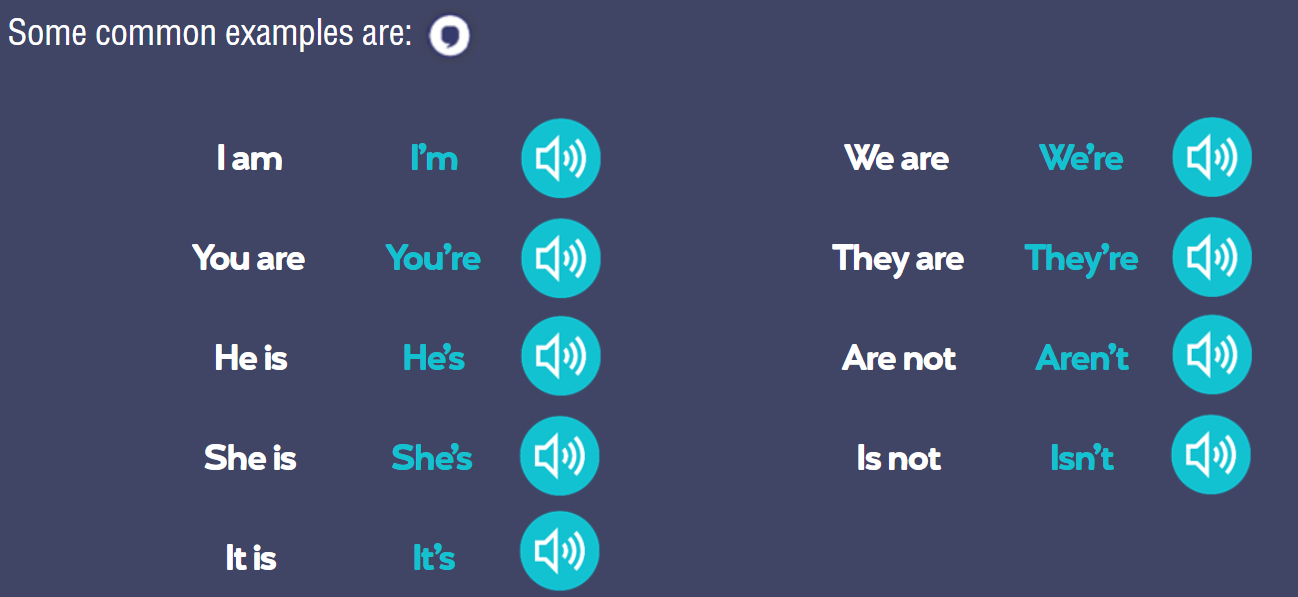 Some common examples are:
I am I’m We are We’re
You are You’re They are They’re
He is He’s Are not Aren’t
She is She’s Is not Isn’t
It is It’s